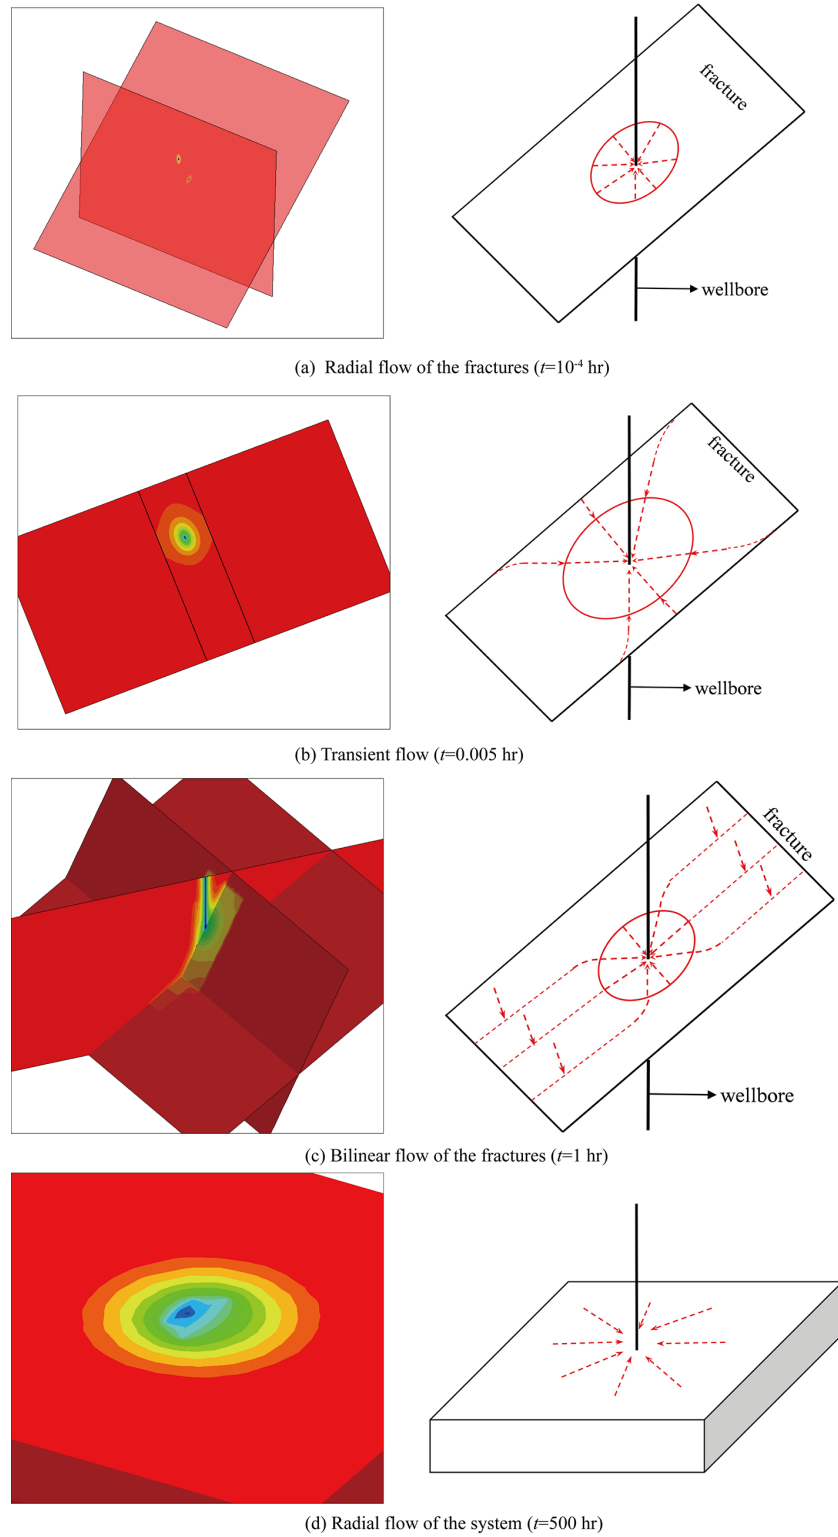 fracture
wellbore
(a) Radial flow of the fractures (t=10⁻⁴ hr)
fracture
wellbore
(b) Transient flow (t=0.005 hr)
fracture
wellbore
(c) Bilinear flow of the fractures (t=1 hr)
(d) Radial flow of the system (t=500 hr)